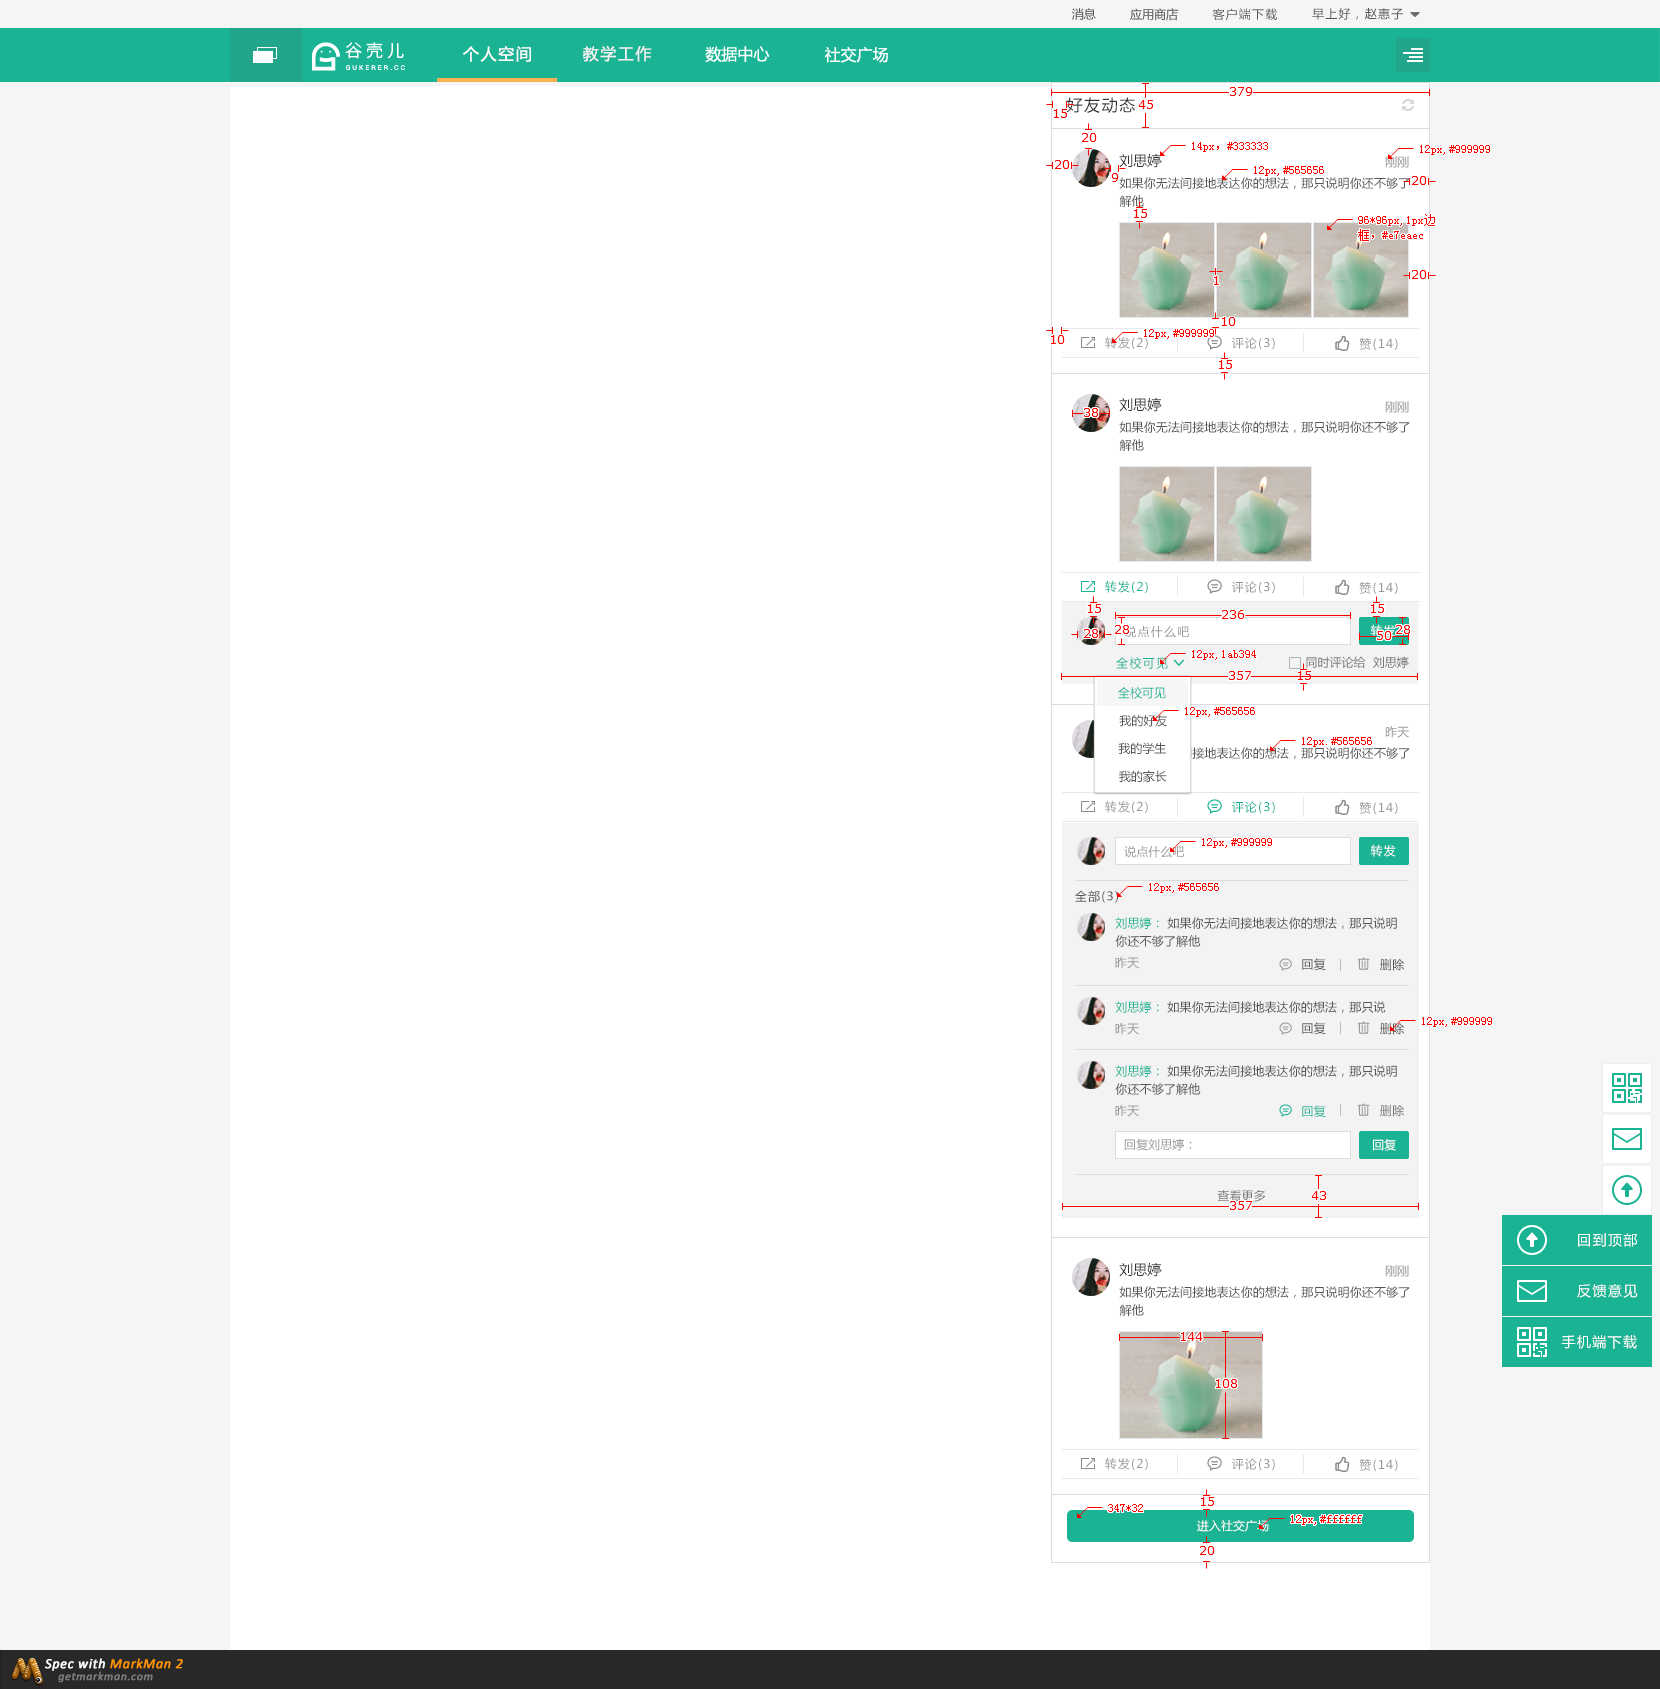 消息 应用商店 客户端下载 早上好，赵惠子
谷壳儿
GUKERER.CC
个人空间 教学工作 数据中心 社交广场
379
好友动态 45
15
20
14px，#333333
12px, #999999
20 刘思婷 刚刚
9
12px, #565656
如果你无法间接地表达你的想法，那只说明你还不够了
20
解他
15
96*96px, 1px边
框，#e7eaec
1
20
10
12px, #999999
10
转发(2) 评论(3) 赞(14)
15
刘思婷 刚刚
38
如果你无法间接地表达你的想法，那只说明你还不够了
解他
转发(2) 评论(3) 赞(14)
15 236 15
28 28 说点什么吧 转发 28
50
12px, 1ab394
全校可见 同时评论给 刘思婷
357 15
全校可见
我的好友
12px, #565656
我的学生
我的家长
昨天
12px. #565656
接地表达你的想法，那只说明你还不够了
转发(2) 评论(3) 赞(14)
12px, #999999
说点什么吧 转发
12px, #565656
全部(3)
刘思婷： 如果你无法间接地表达你的想法，那只说明
你还不够了解他
昨天 回复 删除
刘思婷： 如果你无法间接地表达你的想法，那只说
昨天 回复 删除
12px, #999999
刘思婷： 如果你无法间接地表达你的想法，那只说明
你还不够了解他
昨天 回复 删除
回复刘思婷： 回复
查看更多 43
357
回到顶部
反馈意见
手机端下载
刘思婷 刚刚
如果你无法间接地表达你的想法，那只说明你还不够了
解他
144
108
转发(2) 评论(3) 赞(14)
15
347*32
进入社交广场
12px, #ffffff
20
Spec with MarkMan 2
getmarkman.com